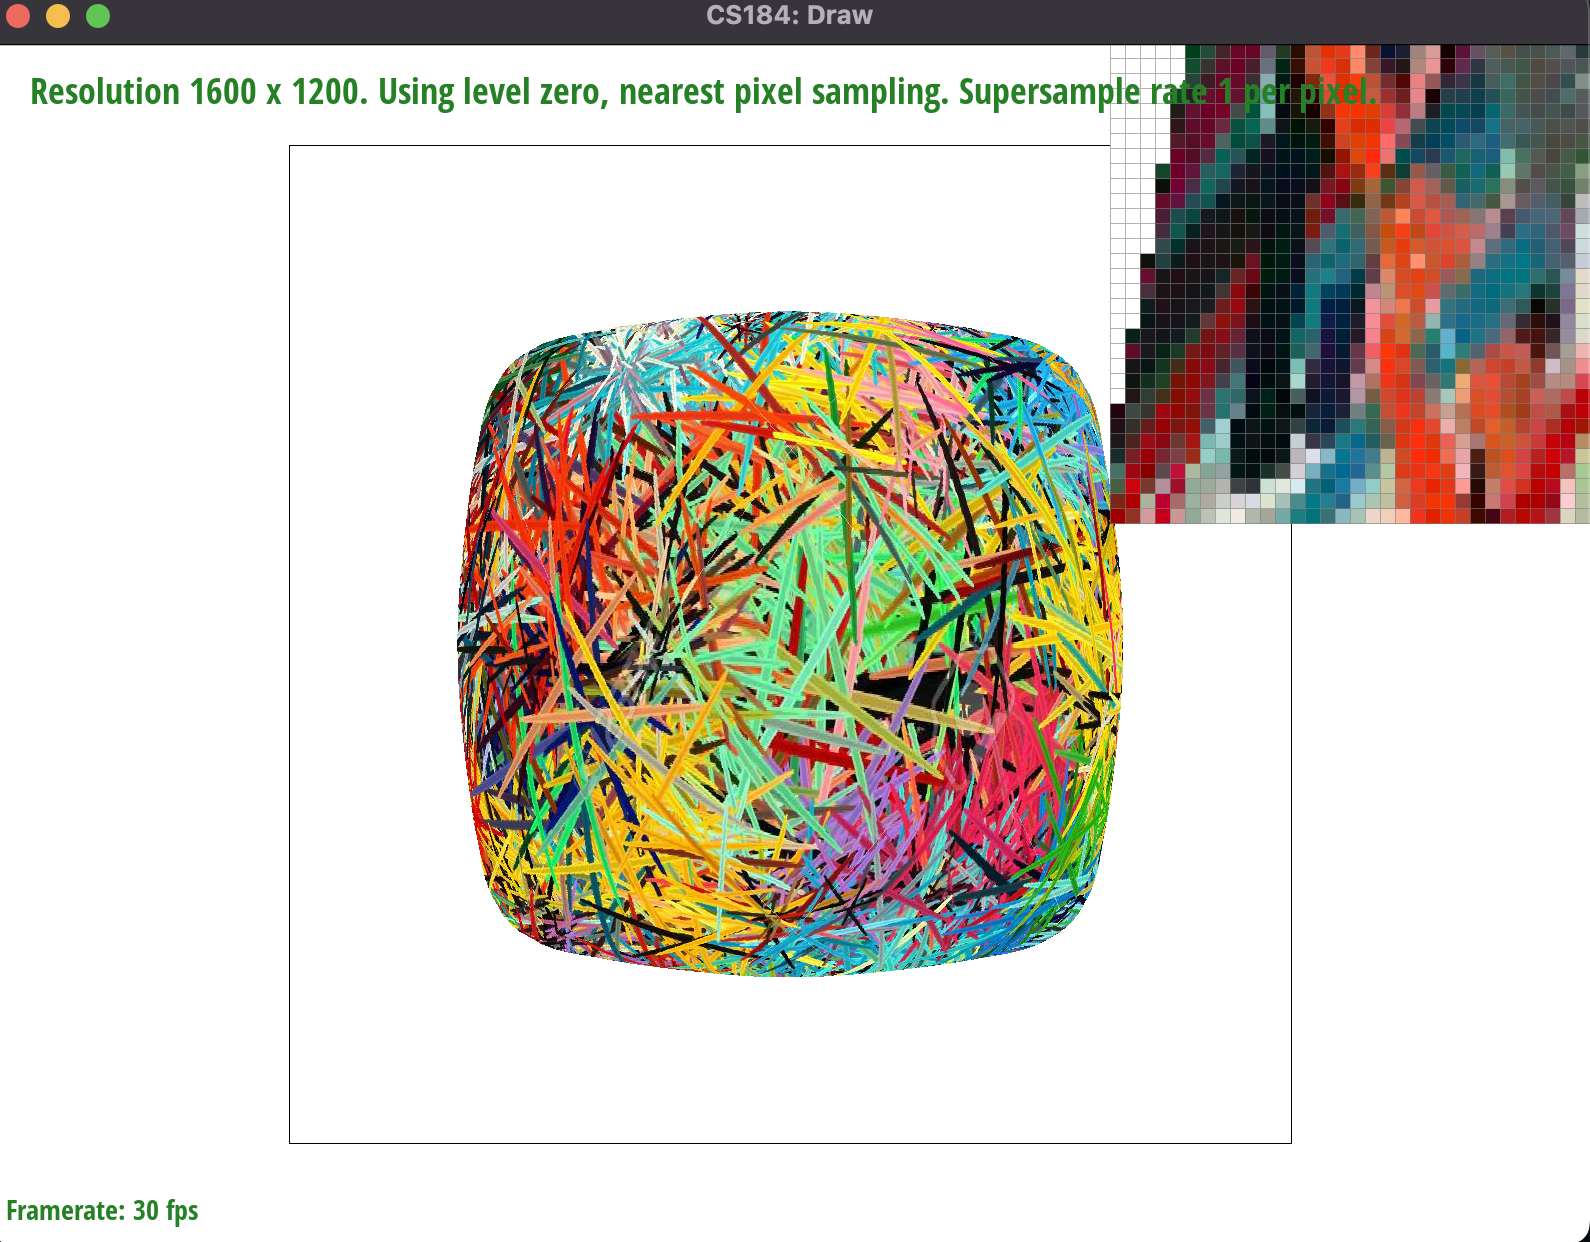 CS184: Draw
Resolution 1600 x 1200. Using level zero, nearest pixel sampling. Supersample rate 1 per pixel.
Framerate: 30 fps